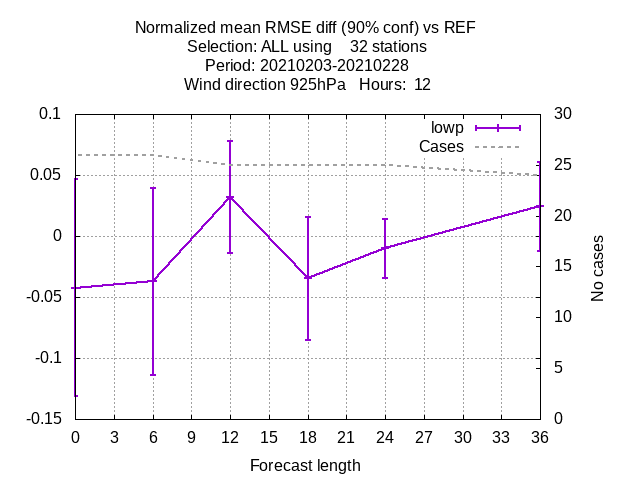 Normalized mean RMSE diff (90% conf) vs REF
Selection: ALL using 32 stations
Period: 20210203-20210228
Wind direction 925hPa Hours: 12
lowp
Cases
0.1
0.05
0
-0.05
-0.1
-0.15
30
25
20
15
10
5
0
No cases
0 3 6 9 12 15 18 21 24 27 30 33 36
Forecast length